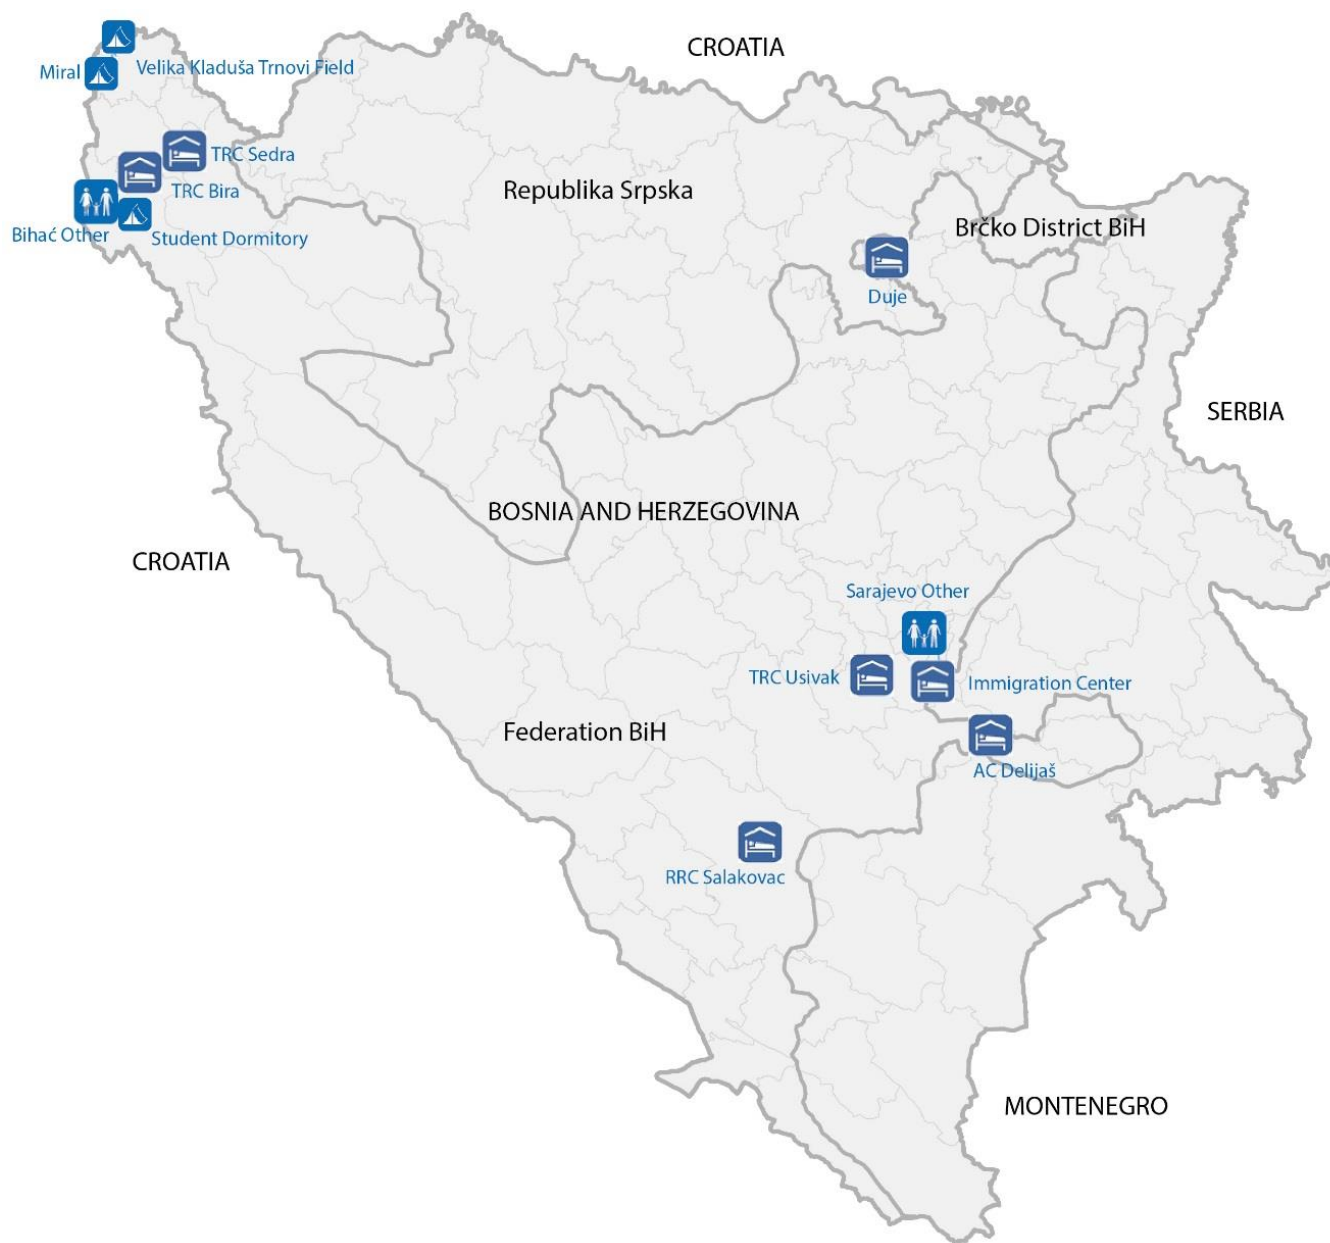 CROATIA
Miral
Velika Kladuša Trnovi Field
TRC Sedra
TRC Bira
Republika Srpska
Bihać Other
Student Dormitory
Brčko District BiH
Duje
SERBIA
BOSNIA AND HERZEGOVINA
CROATIA
Sarajevo Other
TRC Usivak
Immigration Center
Federation BiH
AC Delijaš
RRC Salakovac
MONTENEGRO